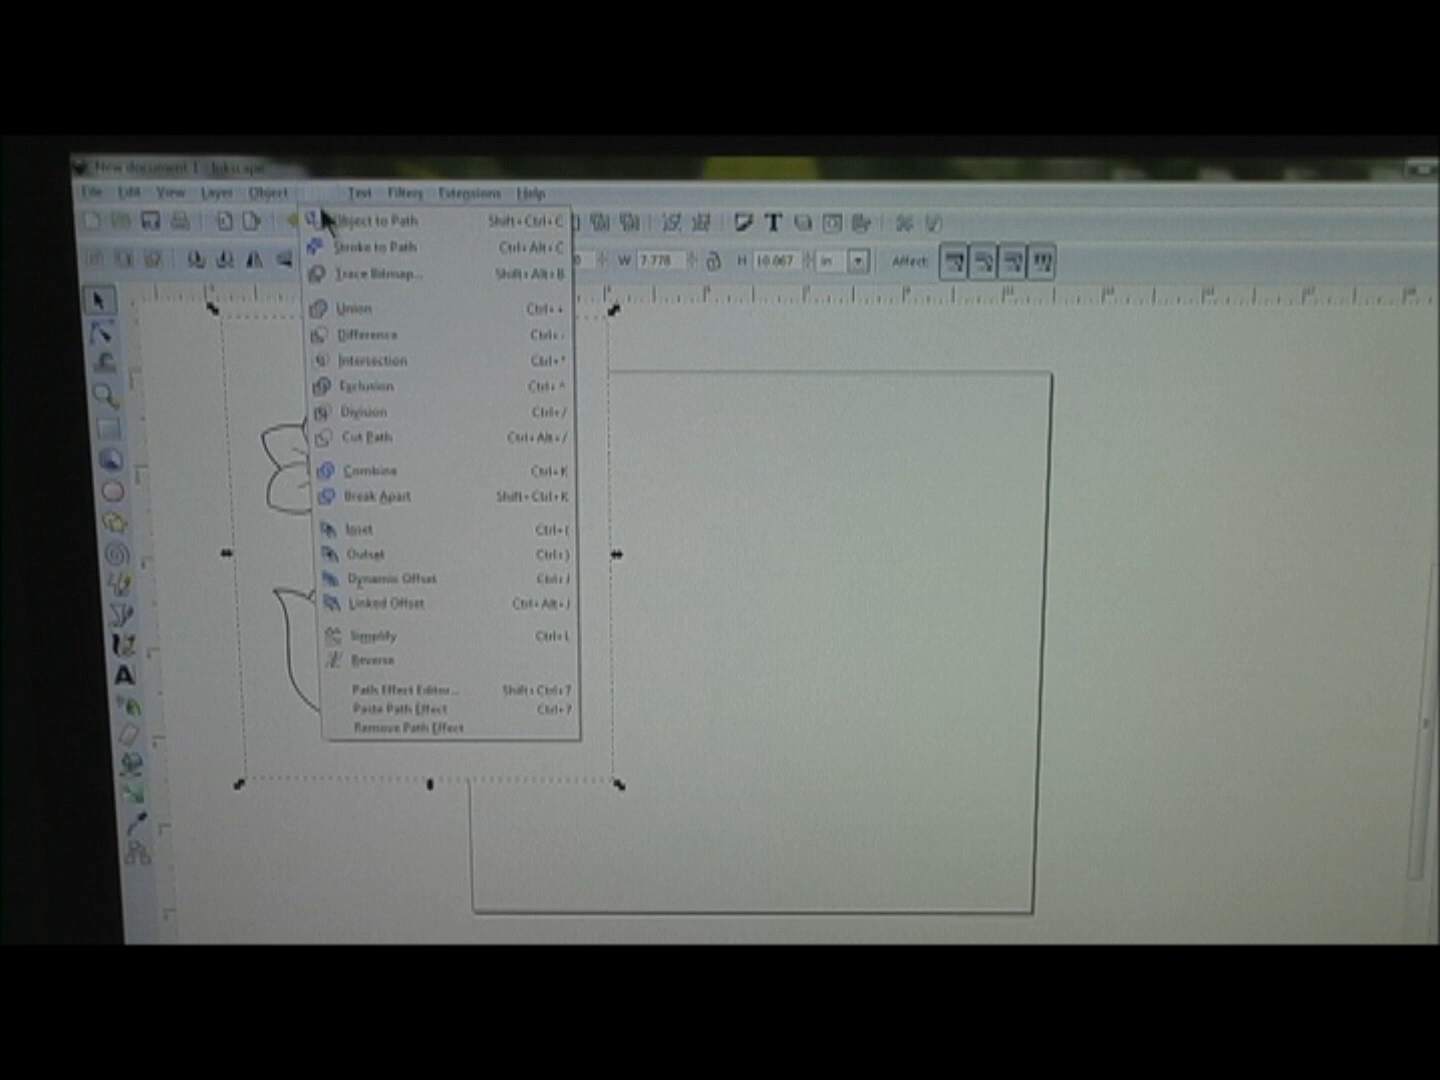 New document 1 - Inkscape
File Edit View Layer Object Text Filters Extensions Help
Object to Path Shift+Ctrl+C
Stroke to Path Ctrl+Alt+C
Trace Bitmap... Shift+Alt+B
W 7.778 H 10.067 in Affect:
Union Ctrl++
Difference Ctrl+-
Intersection Ctrl+*
Exclusion Ctrl+^
Division Ctrl+/
Cut Path Ctrl+Alt+/
Combine Ctrl+K
Break Apart Shift+Ctrl+K
Inset Ctrl+(
Outset Ctrl+)
Dynamic Offset Ctrl+J
Linked Offset Ctrl+Alt+J
Simplify Ctrl+L
Reverse
Path Effect Editor... Shift+Ctrl+7
Paste Path Effect Ctrl+7
Remove Path Effect